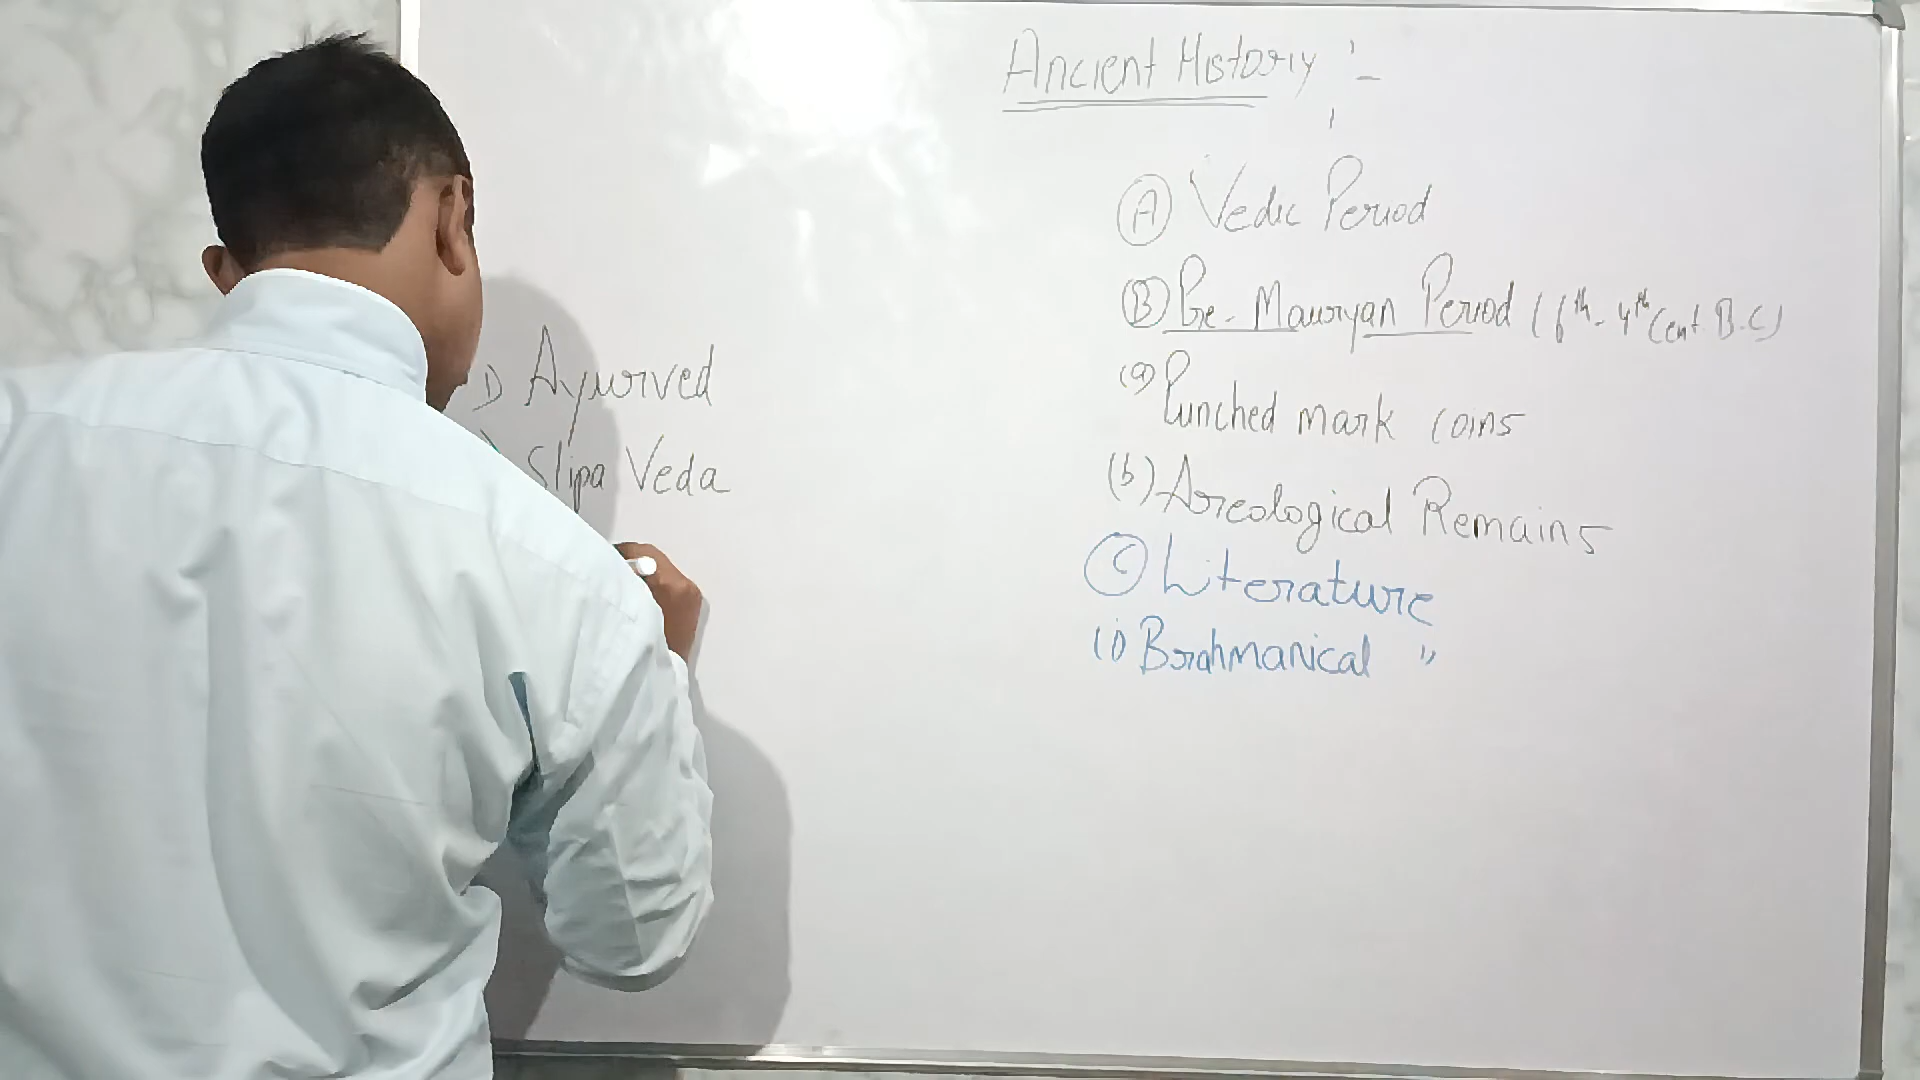 Ancient History :-
(A) Vedic Period
(B) Pre-Mauryan Period (6th-4th Cent B.C)
(a) Punched mark coins
(b) Areological Remains
(C) Literature
(i) Brahmanical "
1) Ayurved
Slipa Veda